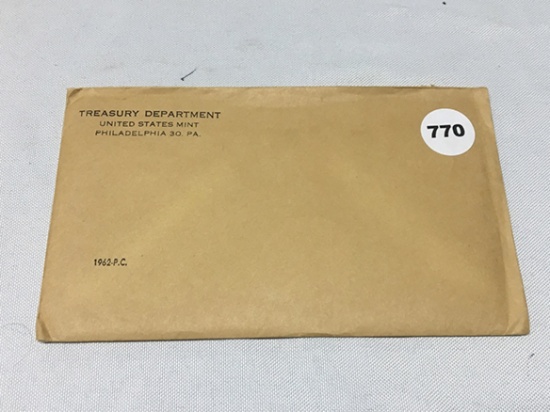 TREASURY DEPARTMENT
UNITED STATES MINT
PHILADELPHIA 30, PA.
770
1962-P.C.